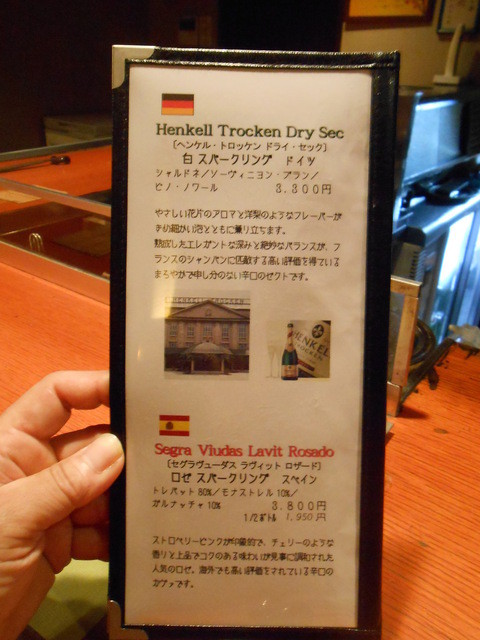 Henkell Trocken Dry Sec
〔ヘンケル・トロッケン ドライ・セック〕
白 スパークリング ドイツ
シャルドネ／ソーヴィニヨン・ブラン／
ピノ・ノワール 3.300円
やさしい花片のアロマと洋梨のようなフレーバーが
きめ細かい泡とともに薫り立ちます。
熟成したエレガントな深みと絶妙なバランスが、フ
ランスのシャンパンに匹敵する高い評価を得ている
まろやかで申し分のない辛口のゼクトです。
HENKELL
TROCKEN
Segra Viudas Lavit Rosado
〔セグラヴューダス ラヴィット ロザード〕
ロゼ スパークリング スペイン
トレパット 80%／モナストレル 10%／
ガルナッチャ 10% 3.800円
1/2ボトル 1,950円
ストロベリーピンクが印象的で、チェリーのような
香りと上品でコクのある味わいが見事に調和された
人気のロゼ。海外でも高い評価をされている辛口の
カヴァです。